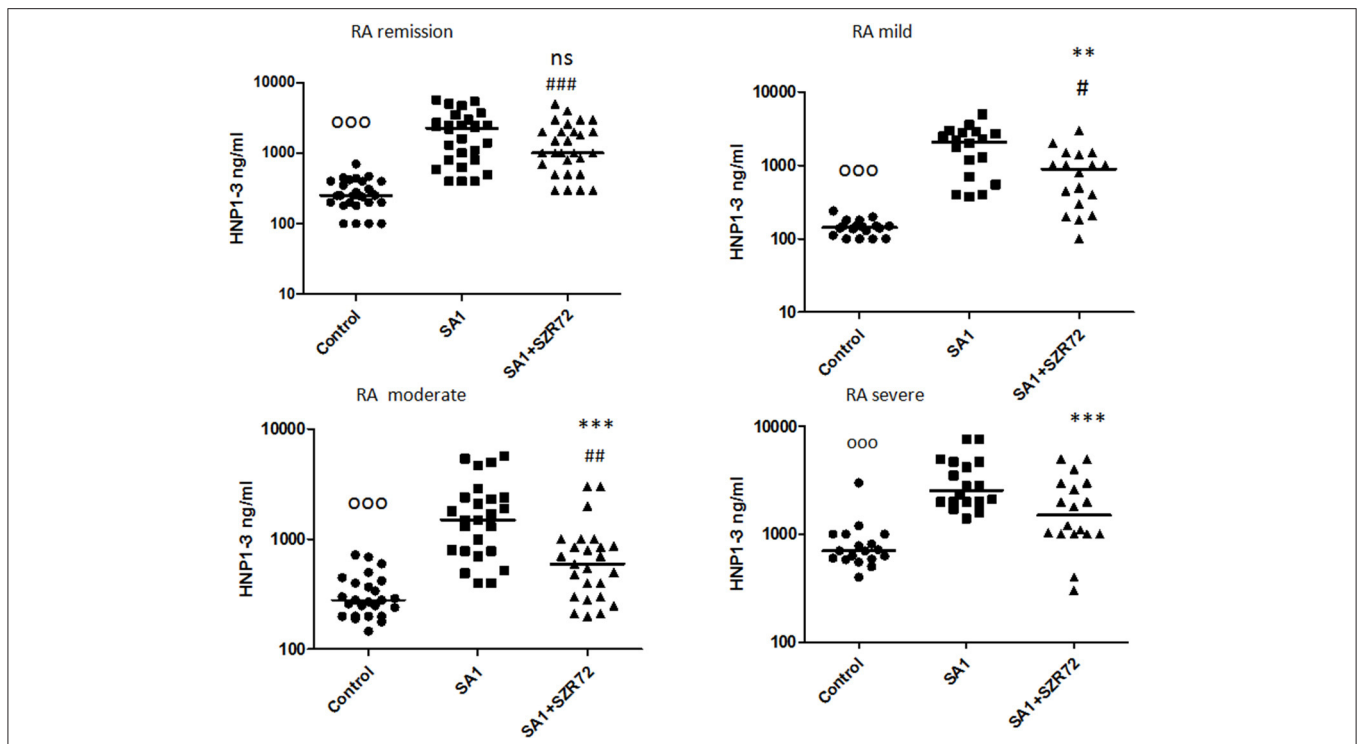 RA remission
ns
###
ooo
10000
1000
100
10
HNP1-3 ng/ml
Control
SA1
SA1+SZR72
RA mild
**
#
ooo
10000
1000
100
10
HNP1-3 ng/ml
Control
SA1
SA1+SZR72
RA moderate
***
##
ooo
10000
1000
100
HNP1-3 ng/ml
Control
SA1
SA1+SZR72
RA severe
***
ooo
10000
1000
100
HNP1-3 ng/ml
Control
SA1
SA1+SZR72